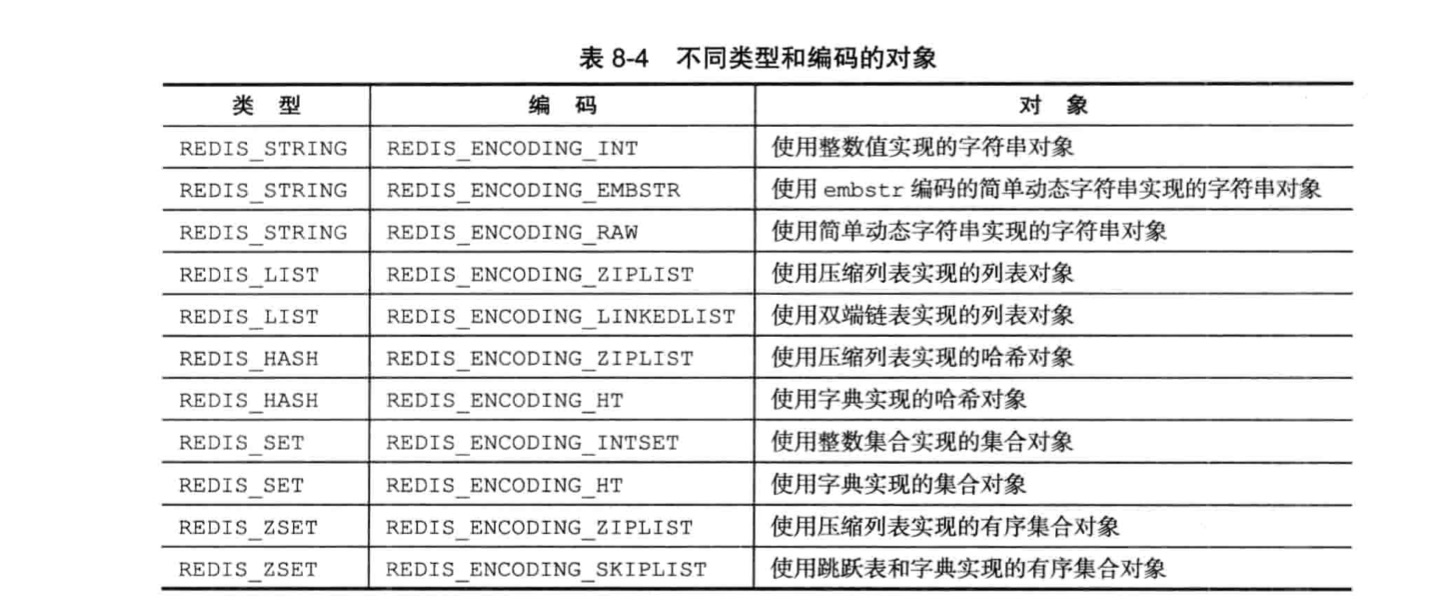 表 8-4 不同类型和编码的对象
类 型 编 码 对 象
REDIS_STRING REDIS_ENCODING_INT 使用整数值实现的字符串对象
REDIS_STRING REDIS_ENCODING_EMBSTR 使用 embstr 编码的简单动态字符串实现的字符串对象
REDIS_STRING REDIS_ENCODING_RAW 使用简单动态字符串实现的字符串对象
REDIS_LIST REDIS_ENCODING_ZIPLIST 使用压缩列表实现的列表对象
REDIS_LIST REDIS_ENCODING_LINKEDLIST 使用双端链表实现的列表对象
REDIS_HASH REDIS_ENCODING_ZIPLIST 使用压缩列表实现的哈希对象
REDIS_HASH REDIS_ENCODING_HT 使用字典实现的哈希对象
REDIS_SET REDIS_ENCODING_INTSET 使用整数集合实现的集合对象
REDIS_SET REDIS_ENCODING_HT 使用字典实现的集合对象
REDIS_ZSET REDIS_ENCODING_ZIPLIST 使用压缩列表实现的有序集合对象
REDIS_ZSET REDIS_ENCODING_SKIPLIST 使用跳跃表和字典实现的有序集合对象